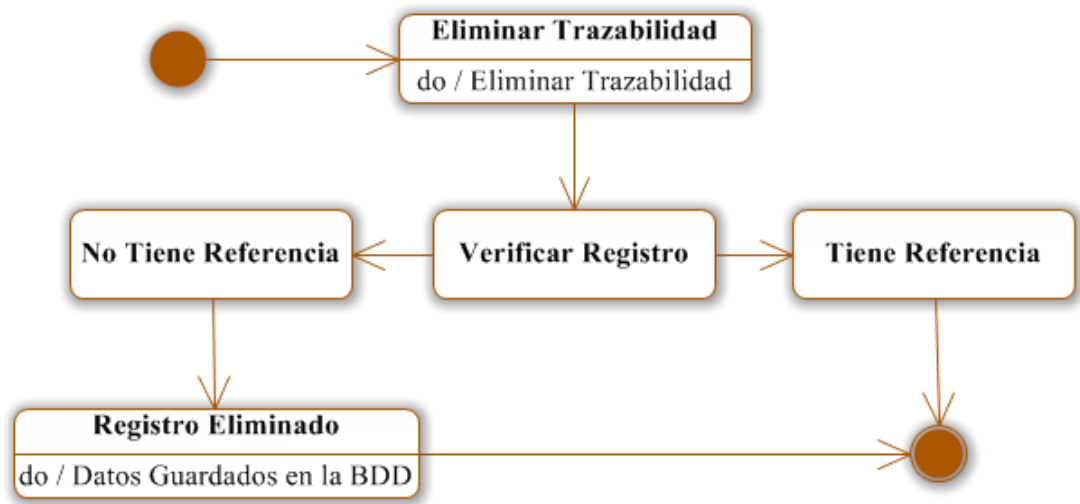 Eliminar Trazabilidad
do / Eliminar Trazabilidad
No Tiene Referencia
Verificar Registro
Tiene Referencia
Registro Eliminado
do / Datos Guardados en la BDD